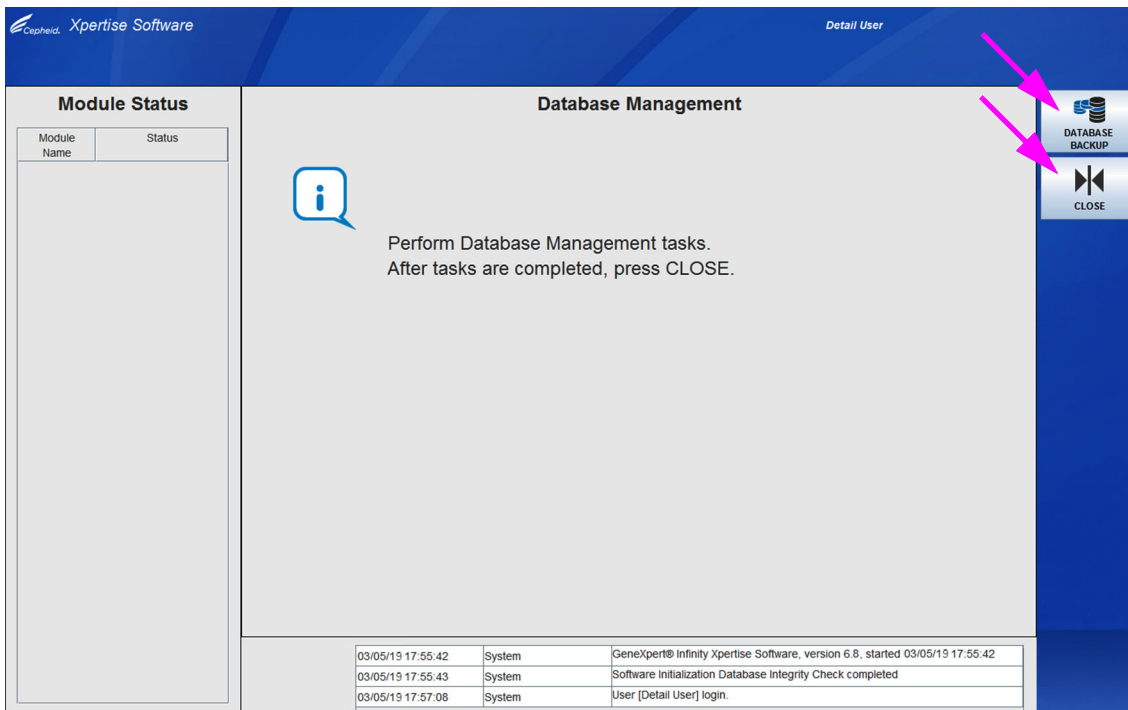 Cepheid. Xpertise Software
Detail User
Module Status
Module Name
Status
Database Management
DATABASE
BACKUP
CLOSE
Perform Database Management tasks.
After tasks are completed, press CLOSE.
03/05/19 17:55:42 System GeneXpert® Infinity Xpertise Software, version 6.8, started 03/05/19 17:55:42
03/05/19 17:55:43 System Software Initialization Database Integrity Check completed
03/05/19 17:57:08 System User [Detail User] login.